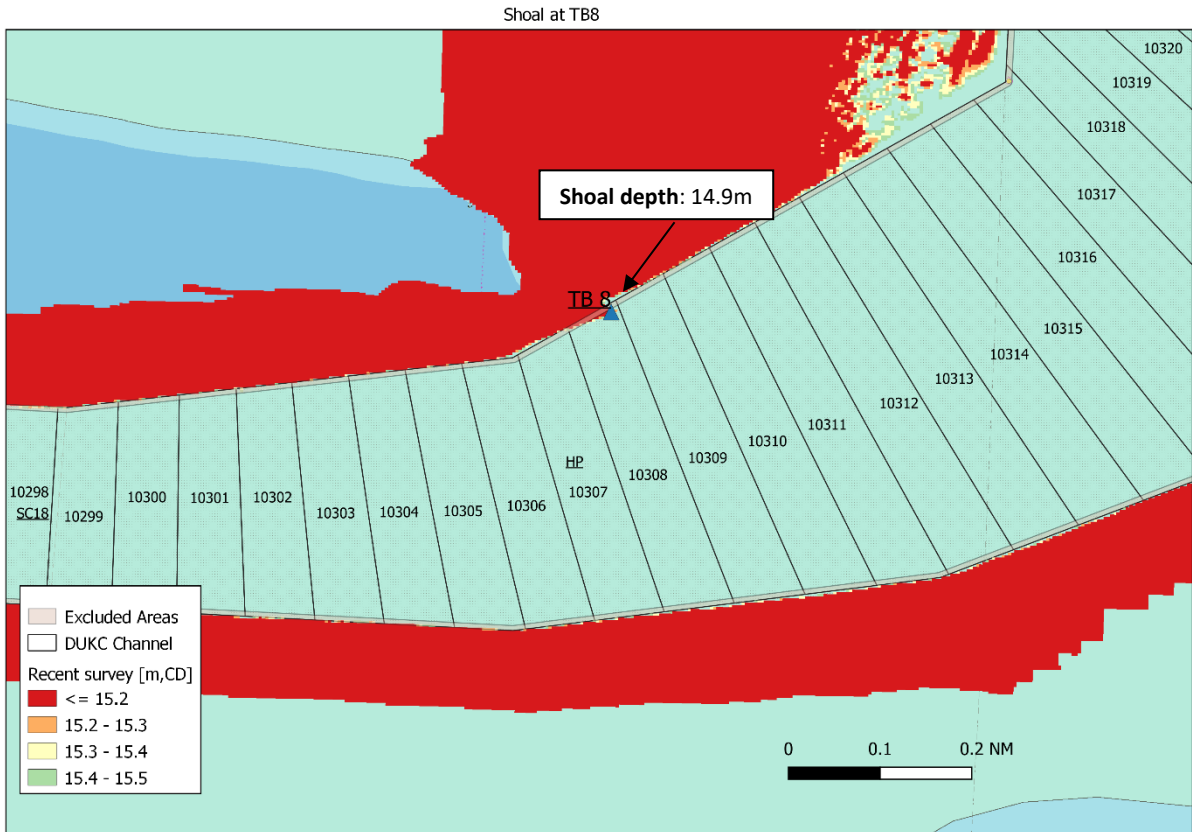 Shoal at TB8
10320
10319
10318
10317
10316
10315
10314
10313
10312
10311
10310
10309
10308
HP
10307
10306
10305
10304
10303
10302
10301
10300
10299
10298
SC18
Shoal depth: 14.9m
TB 8
Excluded Areas
DUKC Channel
Recent survey [m,CD]
<= 15.2
15.2 - 15.3
15.3 - 15.4
15.4 - 15.5
0 0.1 0.2 NM